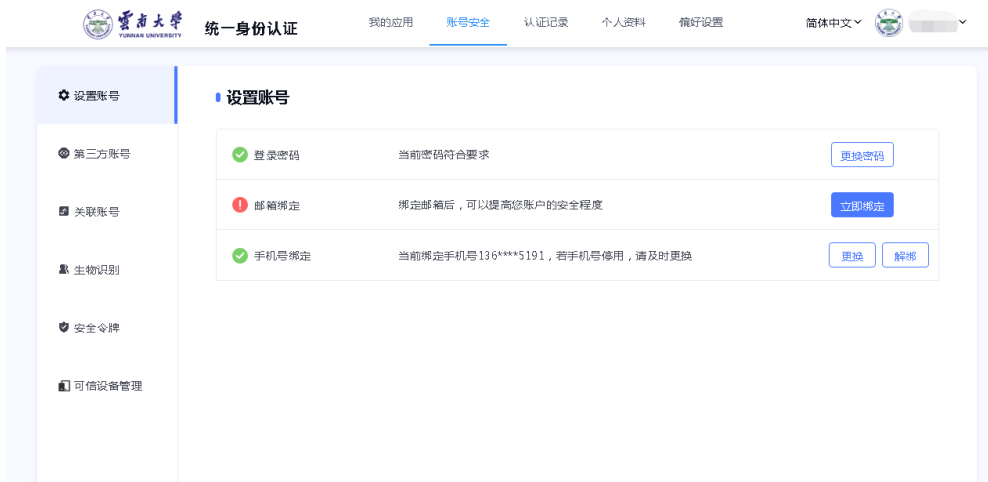 雲南大學
YUNNAN UNIVERSITY
统一身份认证
我的应用
账号安全
认证记录
个人资料
偏好设置
简体中文
设置账号
第三方账号
关联账号
生物识别
安全令牌
可信设备管理
设置账号
登录密码 当前密码符合要求 更换密码
邮箱绑定 绑定邮箱后，可以提高您账户的安全程度 立即绑定
手机号绑定 当前绑定手机号136****5191，若手机号停用，请及时更换 更换 解绑